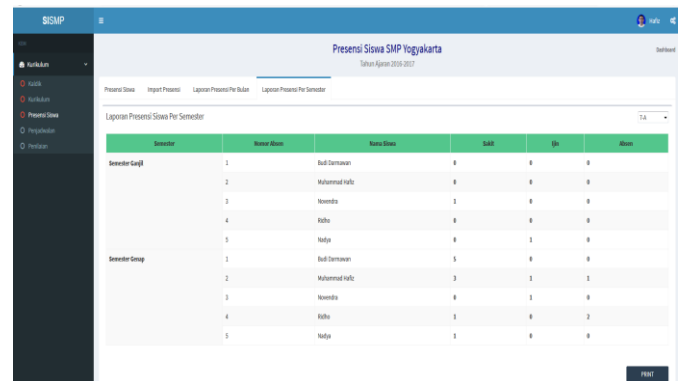 SISMP
Hafiz
Kurikulum
Kurikulum
Presensi Siswa
Penjadwalan
Penilaian
Presensi Siswa SMP Yogyakarta
Tahun Ajaran 2016-2017
Dashboard
Presensi Siswa Import Presensi Laporan Presensi Per Bulan Laporan Presensi Per Semester
Laporan Presensi Siswa Per Semester
Semester Nomor Absen Nama Siswa Sakit Ijin Absen
Semester Ganjil 1 Budi Darmawan 0 0 0
2 Muhammad Hafiz 0 0 0
3 Novendra 1 0 0
4 Ridho 0 0 0
5 Nadya 0 1 0
Semester Genap 1 Budi Darmawan 5 0 0
2 Muhammad Hafiz 3 1 1
3 Novendra 0 1 0
4 Ridho 1 0 2
5 Nadya 1 0 0
PRINT